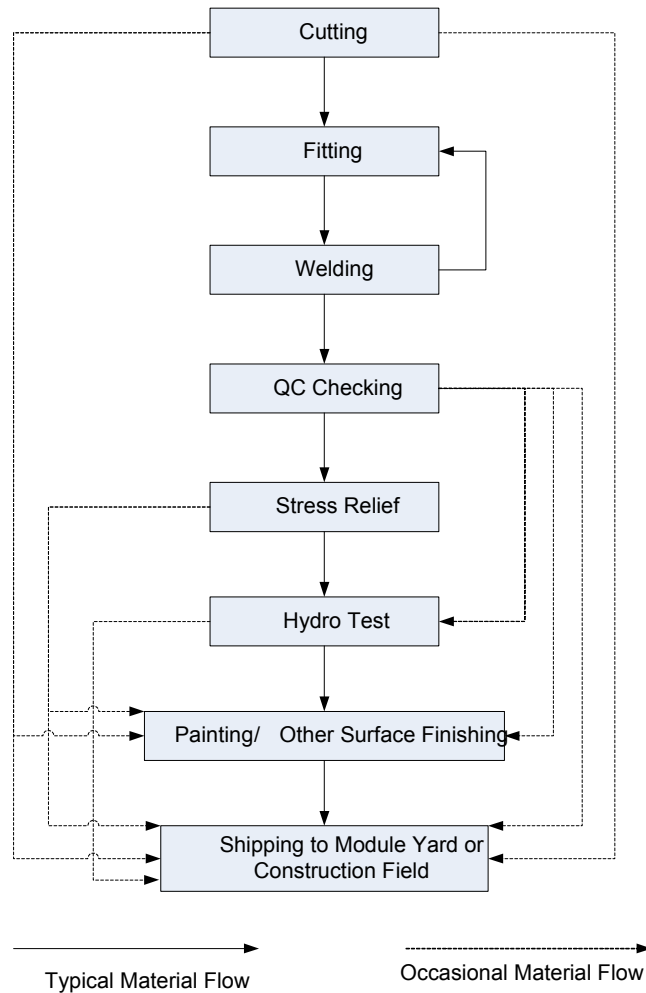 Cutting
Fitting
Welding
QC Checking
Stress Relief
Hydro Test
Painting/ Other Surface Finishing
Shipping to Module Yard or
Construction Field
Typical Material Flow
Occasional Material Flow